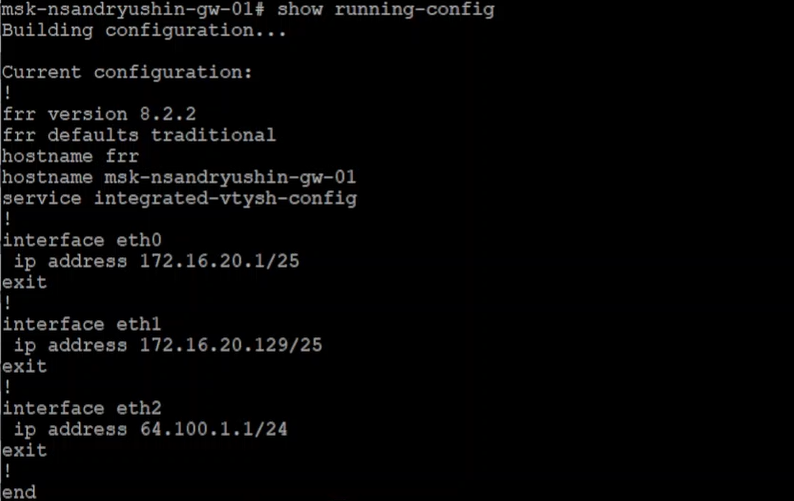 msk-nsandryushin-gw-01# show running-config
Building configuration...

Current configuration:
!
frr version 8.2.2
frr defaults traditional
hostname frr
hostname msk-nsandryushin-gw-01
service integrated-vtysh-config
!
interface eth0
 ip address 172.16.20.1/25
exit
!
interface eth1
 ip address 172.16.20.129/25
exit
!
interface eth2
 ip address 64.100.1.1/24
exit
!
end